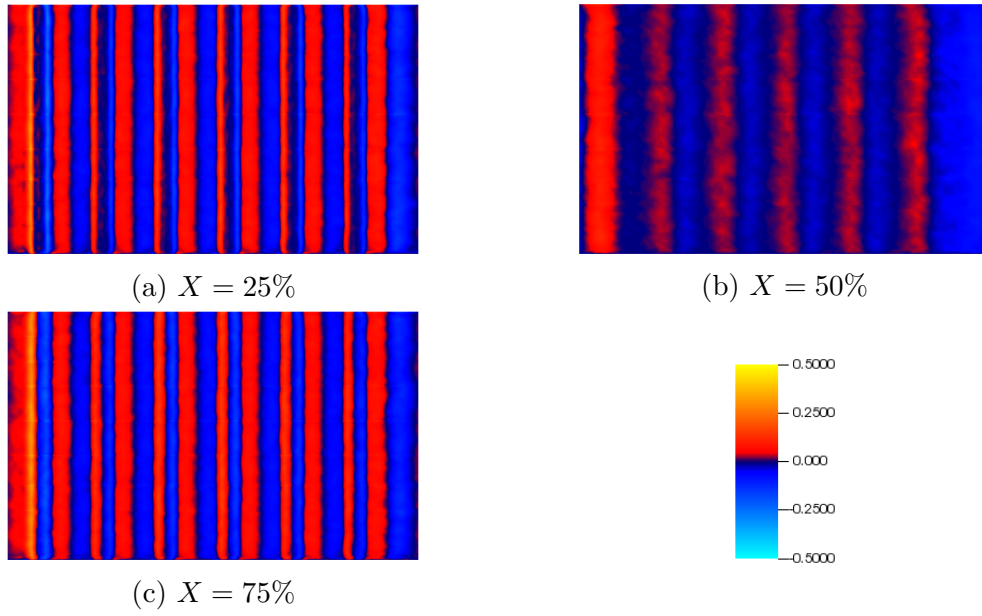 (a) X = 25%
(b) X = 50%
0.5000
0.2500
0.000
-0.2500
-0.5000
(c) X = 75%